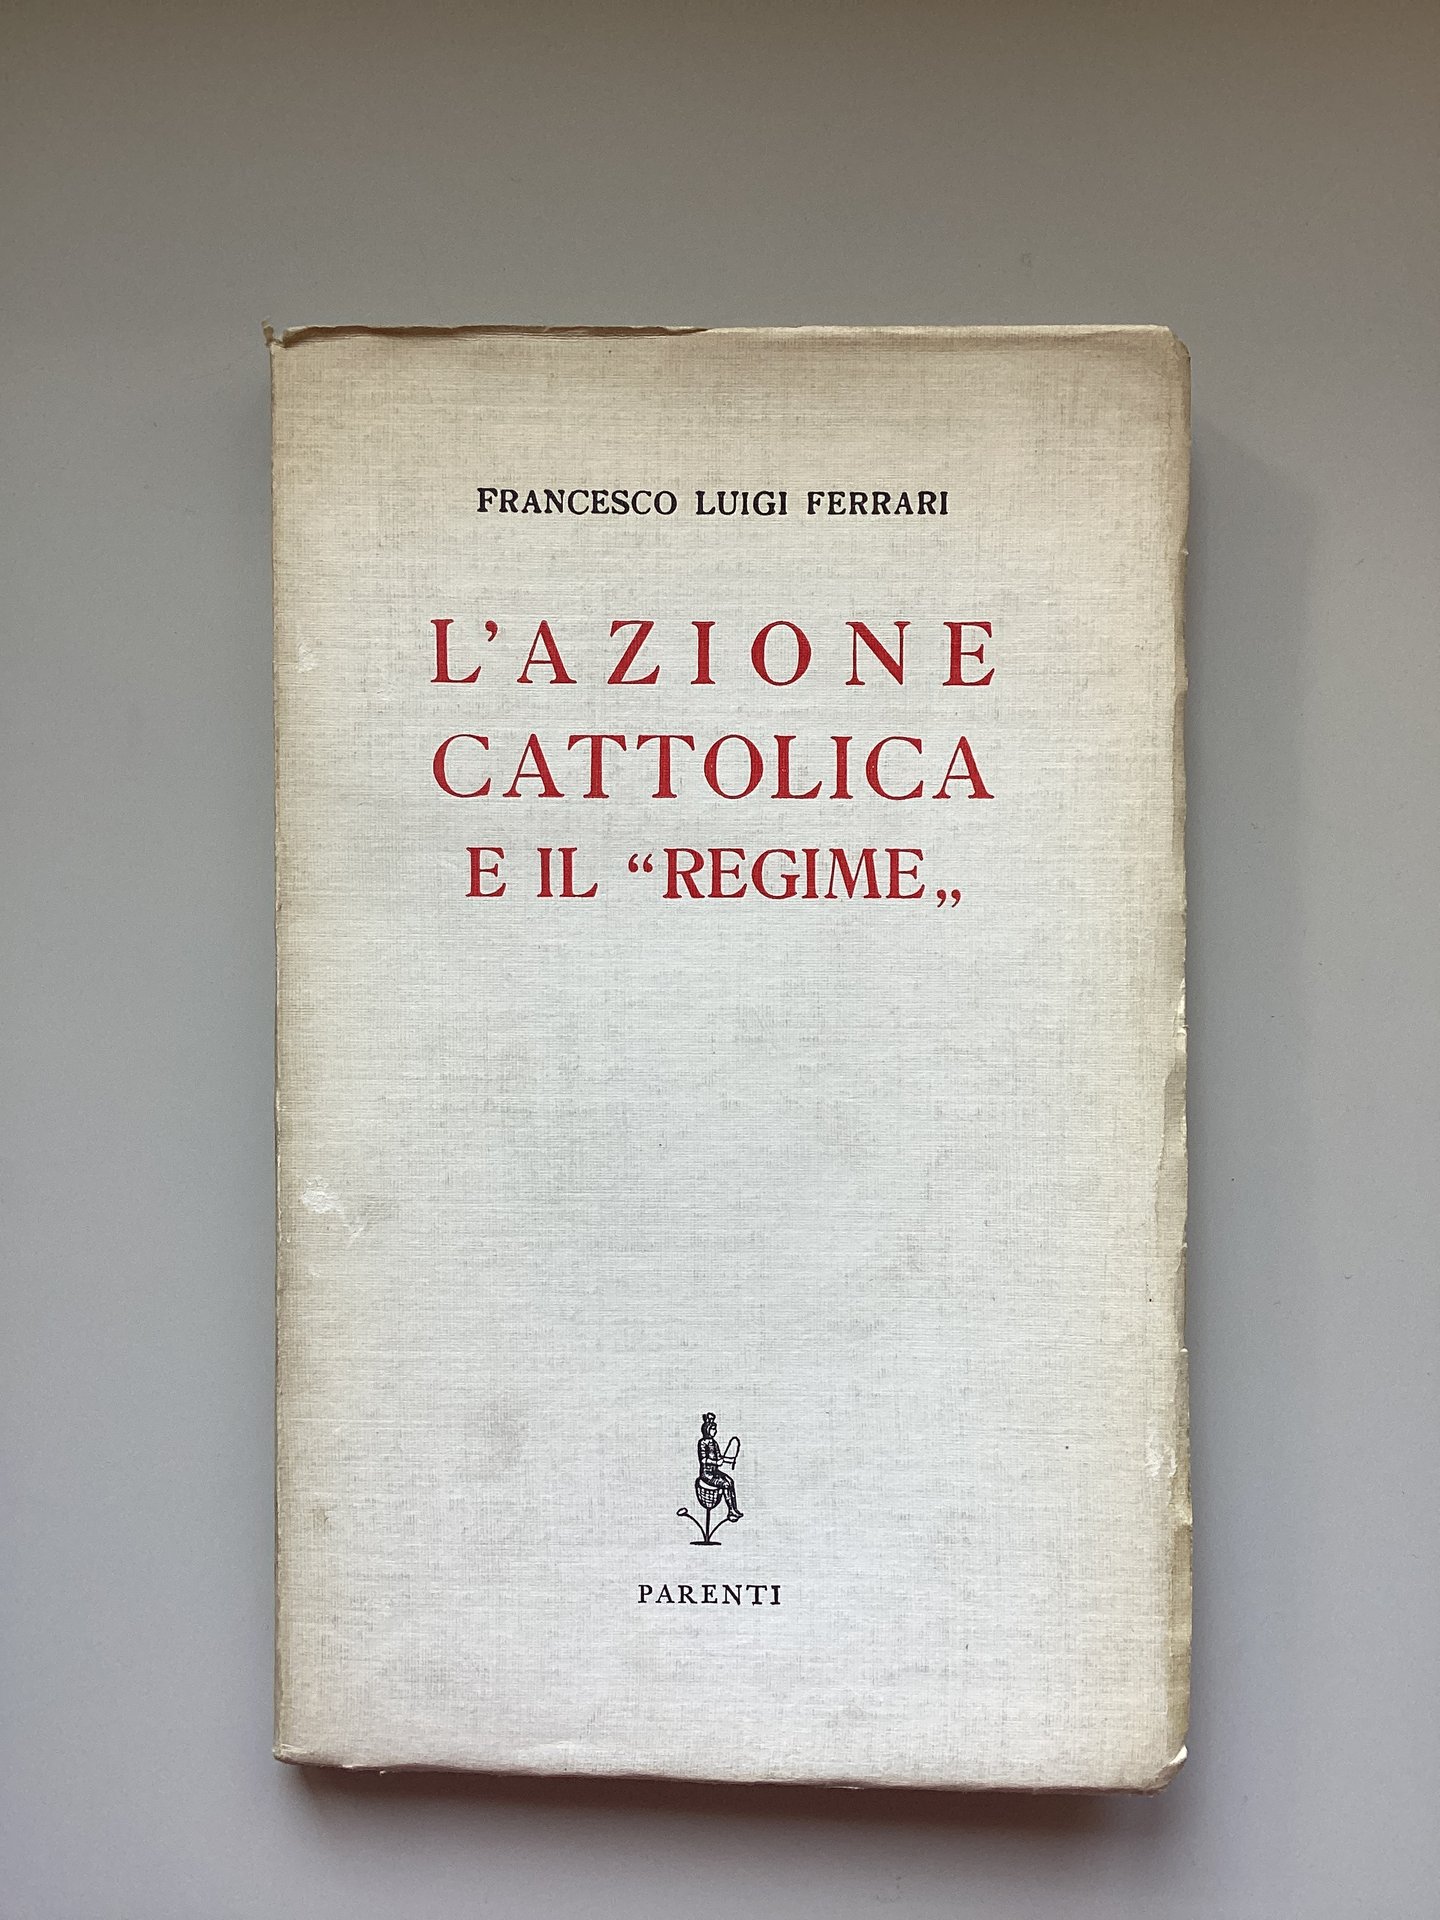 FRANCESCO LUIGI FERRARI
L’AZIONE
CATTOLICA
E IL “REGIME„
PARENTI